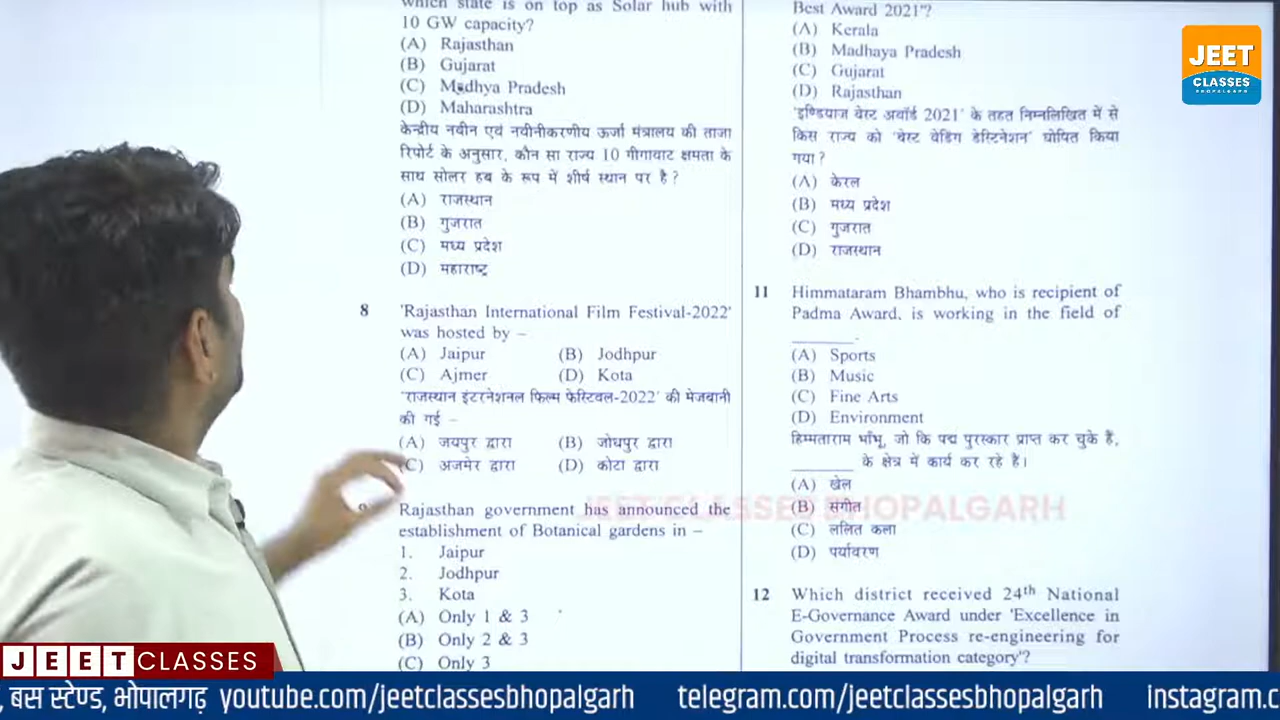 which state is on top as Solar hub with
10 GW capacity?
(A) Rajasthan
(B) Gujarat
(C) Madhya Pradesh
(D) Maharashtra
केन्द्रीय नवीन एवं नवीनीकरणीय ऊर्जा मंत्रालय की ताजा
रिपोर्ट के अनुसार, कौन सा राज्य 10 गीगावाट क्षमता के
साथ सोलर हब के रूप में शीर्ष स्थान पर है?
(A) राजस्थान
(B) गुजरात
(C) मध्य प्रदेश
(D) महाराष्ट्र
8 'Rajasthan International Film Festival-2022'
was hosted by –
(A) Jaipur (B) Jodhpur
(C) Ajmer (D) Kota
'राजस्थान इंटरनेशनल फिल्म फेस्टिवल-2022' की मेजबानी
की गई –
(A) जयपुर द्वारा (B) जोधपुर द्वारा
(C) अजमेर द्वारा (D) कोटा द्वारा
9 Rajasthan government has announced the
establishment of Botanical gardens in –
1. Jaipur
2. Jodhpur
3. Kota
(A) Only 1 & 3
(B) Only 2 & 3
(C) Only 3
Best Award 2021'?
(A) Kerala
(B) Madhaya Pradesh
(C) Gujarat
(D) Rajasthan
'इण्डियाज बेस्ट अवॉर्ड 2021' के तहत निम्नलिखित में से
किस राज्य को 'बेस्ट वेडिंग डेस्टिनेशन' घोषित किया
गया?
(A) केरल
(B) मध्य प्रदेश
(C) गुजरात
(D) राजस्थान
11 Himmataram Bhambhu, who is recipient of
Padma Award, is working in the field of
________.
(A) Sports
(B) Music
(C) Fine Arts
(D) Environment
हिम्मताराम भाँभू, जो कि पद्म पुरस्कार प्राप्त कर चुके हैं,
________ के क्षेत्र में कार्य कर रहे हैं।
(A) खेल
(B) संगीत
(C) ललित कला
(D) पर्यावरण
12 Which district received 24th National
E-Governance Award under 'Excellence in
Government Process re-engineering for
digital transformation category'?
JEET
CLASSES
BHOPALGARH
JEET CLASSES BHOPALGARH
JEET CLASSES
, बस स्टेण्ड, भोपालगढ़ youtube.com/jeetclassesbhopalgarh telegram.com/jeetclassesbhopalgarh instagram.c